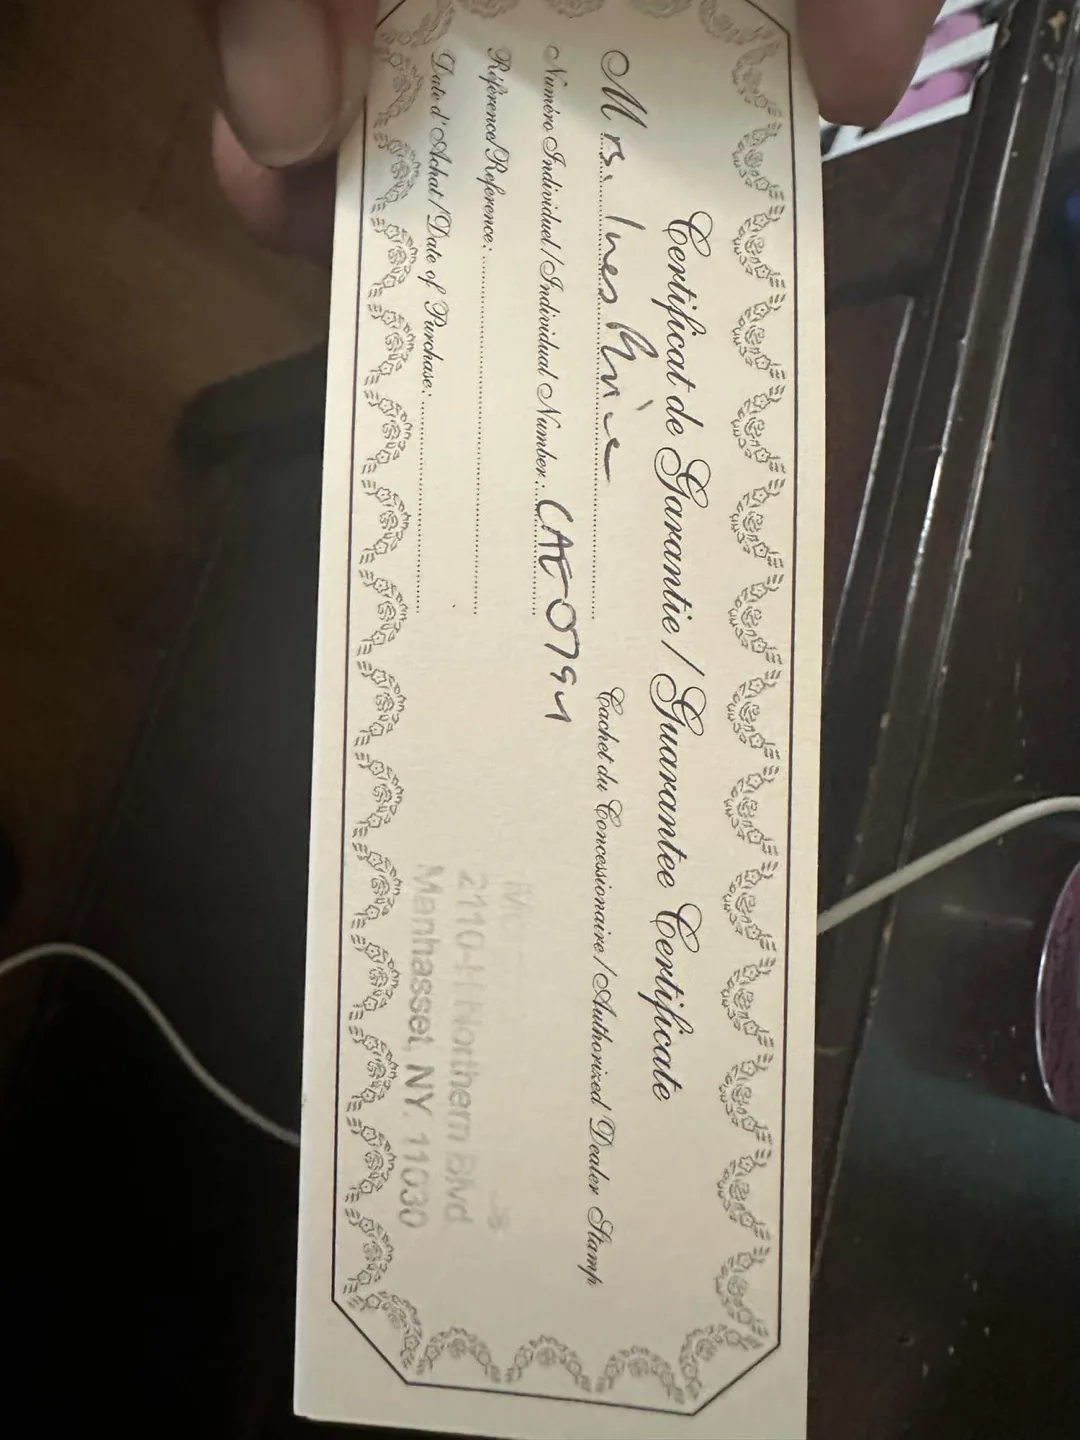 Certificat de Garantie / Guarantee Certificate
Mrs. Ines
Numéro Individuel / Individual Number: CAE0794
Référence/Reference:
Date d'Achat / Date of Purchase:
Cachet du Concessionaire / Authorized Dealer Stamp
2110-H Northern Blvd
Manhasset, NY. 11030